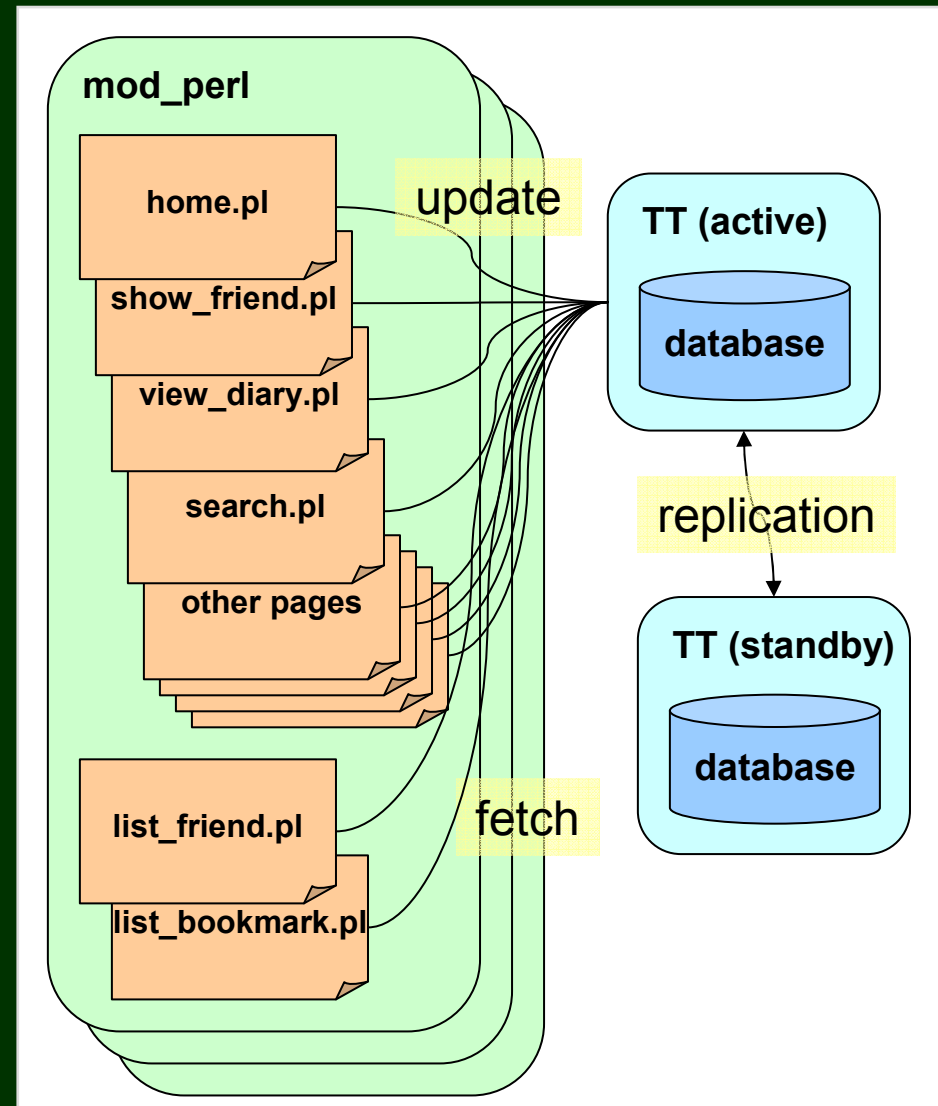 mod_perl
home.pl
show_friend.pl
view_diary.pl
search.pl
other pages
list_friend.pl
list_bookmark.pl
update
fetch
TT (active)
database
replication
TT (standby)
database